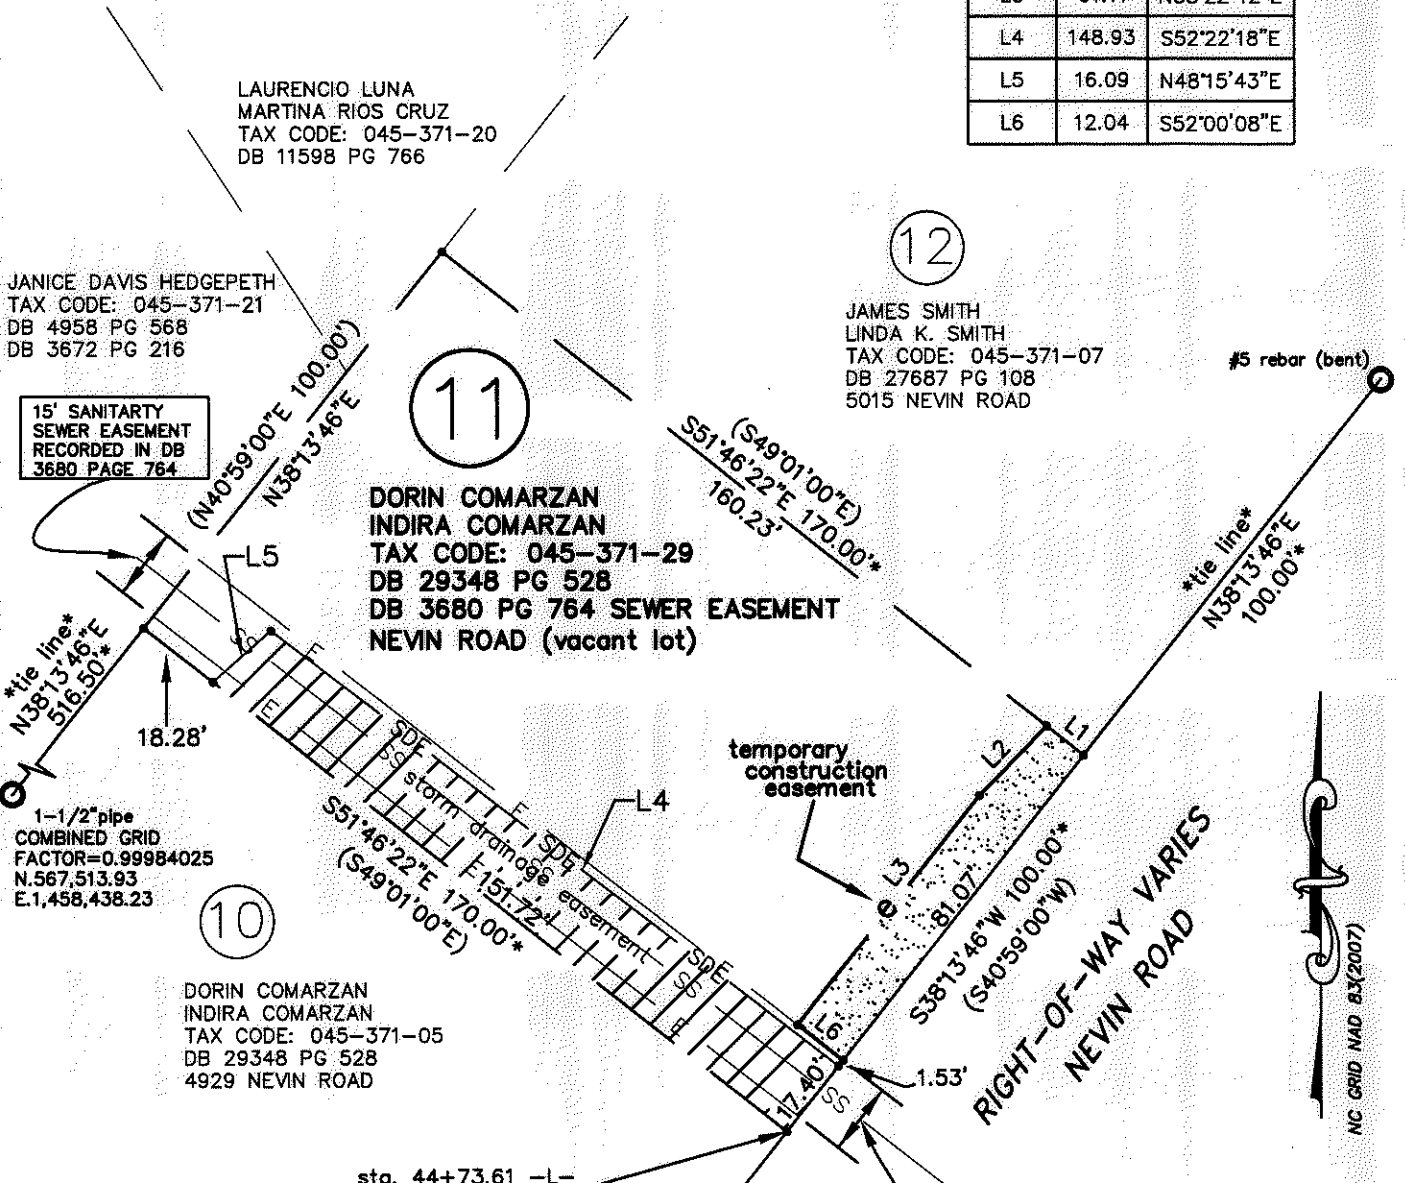 L4 148.93 S52°22'18"E
L5 16.09 N48°15'43"E
L6 12.04 S52°00'08"E
LAURENCIO LUNA
MARTINA RIOS CRUZ
TAX CODE: 045-371-20
DB 11598 PG 766
12
JAMES SMITH
LINDA K. SMITH
TAX CODE: 045-371-07
DB 27687 PG 108
5015 NEVIN ROAD
#5 rebar (bent)
JANICE DAVIS HEDGEPETH
TAX CODE: 045-371-21
DB 4958 PG 568
DB 3672 PG 216
15' SANITARTY
SEWER EASEMENT
RECORDED IN DB
3680 PAGE 764
(N40°59'00"E 100.00')
N38°13'46"E
11
DORIN COMARZAN
INDIRA COMARZAN
TAX CODE: 045-371-29
DB 29348 PG 528
DB 3680 PG 764 SEWER EASEMENT
NEVIN ROAD (vacant lot)
(S49°01'00"E)
S51°46'22"E 170.00'*
160.23'
*tie line*
N38°13'46"E
100.00'*
L5
*tie line*
N38°13'46"E
516.50'*
18.28'
1-1/2"pipe
COMBINED GRID
FACTOR=0.99984025
N.567,513.93
E.1,458,438.23
SS
E
E
SDE
SS
storm drainage easement
E
SDE
SS
L4
S51°46'22"E 170.00'*
(S49°01'00"E)
E
151.72'
SDE
SS
E
temporary
construction
easement
L1
L2
L3
e
81.07'
S38°13'46"W 100.00'*
(S40°59'00"W)
L6
17.40'
1.53'
SS
RIGHT-OF-WAY VARIES
NEVIN ROAD
NC GRID NAD 83(2007)
10
DORIN COMARZAN
INDIRA COMARZAN
TAX CODE: 045-371-05
DB 29348 PG 528
4929 NEVIN ROAD
sta. 44+73.61 -L-